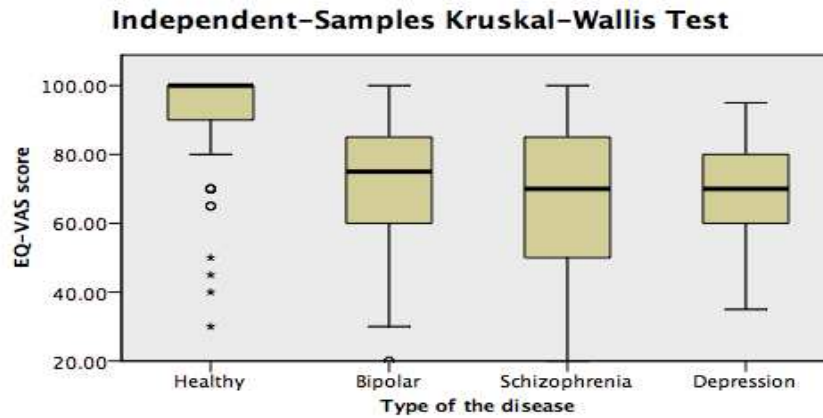 Independent-Samples Kruskal-Wallis Test
EQ-VAS score
100.00
80.00
60.00
40.00
20.00
Healthy Bipolar Schizophrenia Depression
Type of the disease